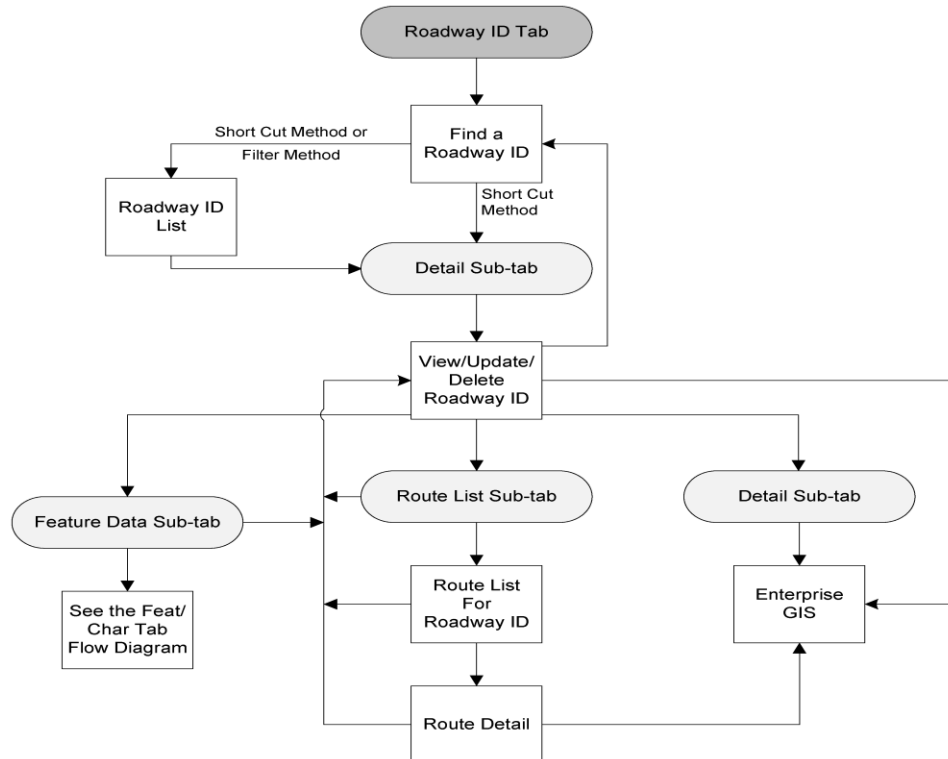 Roadway ID Tab
Find a
Roadway ID
Short Cut Method or
Filter Method
Short Cut
Method
Roadway ID
List
Detail Sub-tab
View/Update/
Delete
Roadway ID
Feature Data Sub-tab
Route List Sub-tab
Detail Sub-tab
See the Feat/
Char Tab
Flow Diagram
Route List
For
Roadway ID
Enterprise
GIS
Route Detail